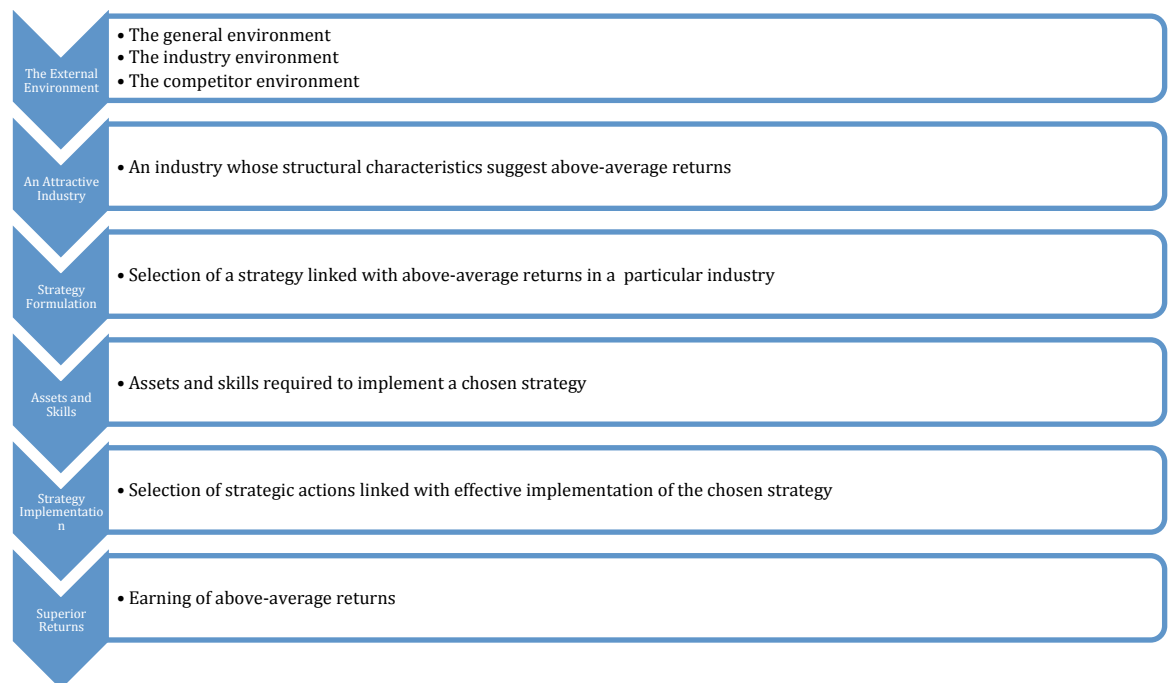 The External
Environment
• The general environment
• The industry environment
• The competitor environment
An Attractive
Industry
• An industry whose structural characteristics suggest above-average returns
Strategy
Formulation
• Selection of a strategy linked with above-average returns in a  particular industry
Assets and
Skills
• Assets and skills required to implement a chosen strategy
Strategy
Implementatio
n
• Selection of strategic actions linked with effective implementation of the chosen strategy
Superior
Returns
• Earning of above-average returns